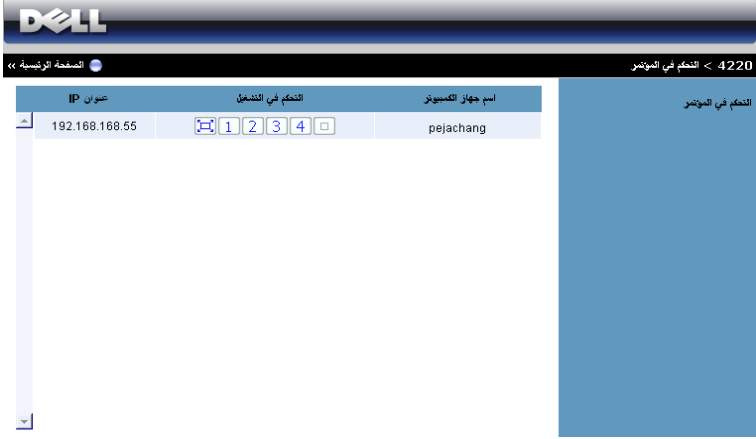 DELL
4220 > التحكم في المؤتمر
الصفحة الرئيسية »
التحكم في المؤتمر
اسم جهاز الكمبيوتر التحكم في التشغيل عنوان IP
pejachang 1 2 3 4 192.168.168.55